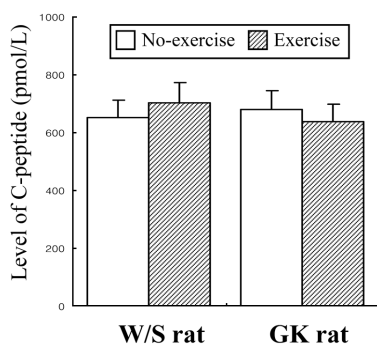 1000
800
600
400
200
0
Level of C-peptide (pmol/L)
No-exercise Exercise
W/S rat GK rat